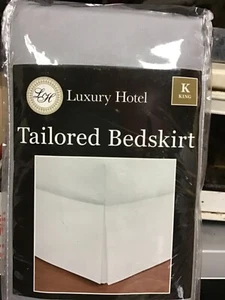 LH Luxury Hotel K
KING
Tailored Bedskirt